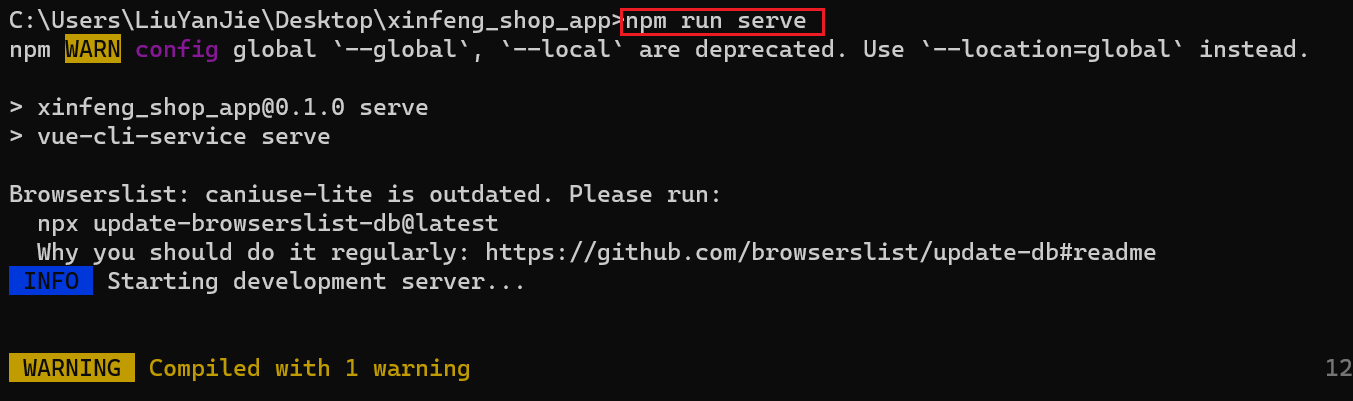 C:\Users\LiuYanJie\Desktop\xinfeng_shop_app>npm run serve
npm WARN config global `--global`, `--local` are deprecated. Use `--location=global` instead.
> xinfeng_shop_app@0.1.0 serve
> vue-cli-service serve
Browserslist: caniuse-lite is outdated. Please run:
  npx update-browserslist-db@latest
  Why you should do it regularly: https://github.com/browserslist/update-db#readme
INFO  Starting development server...
WARNING  Compiled with 1 warning 12